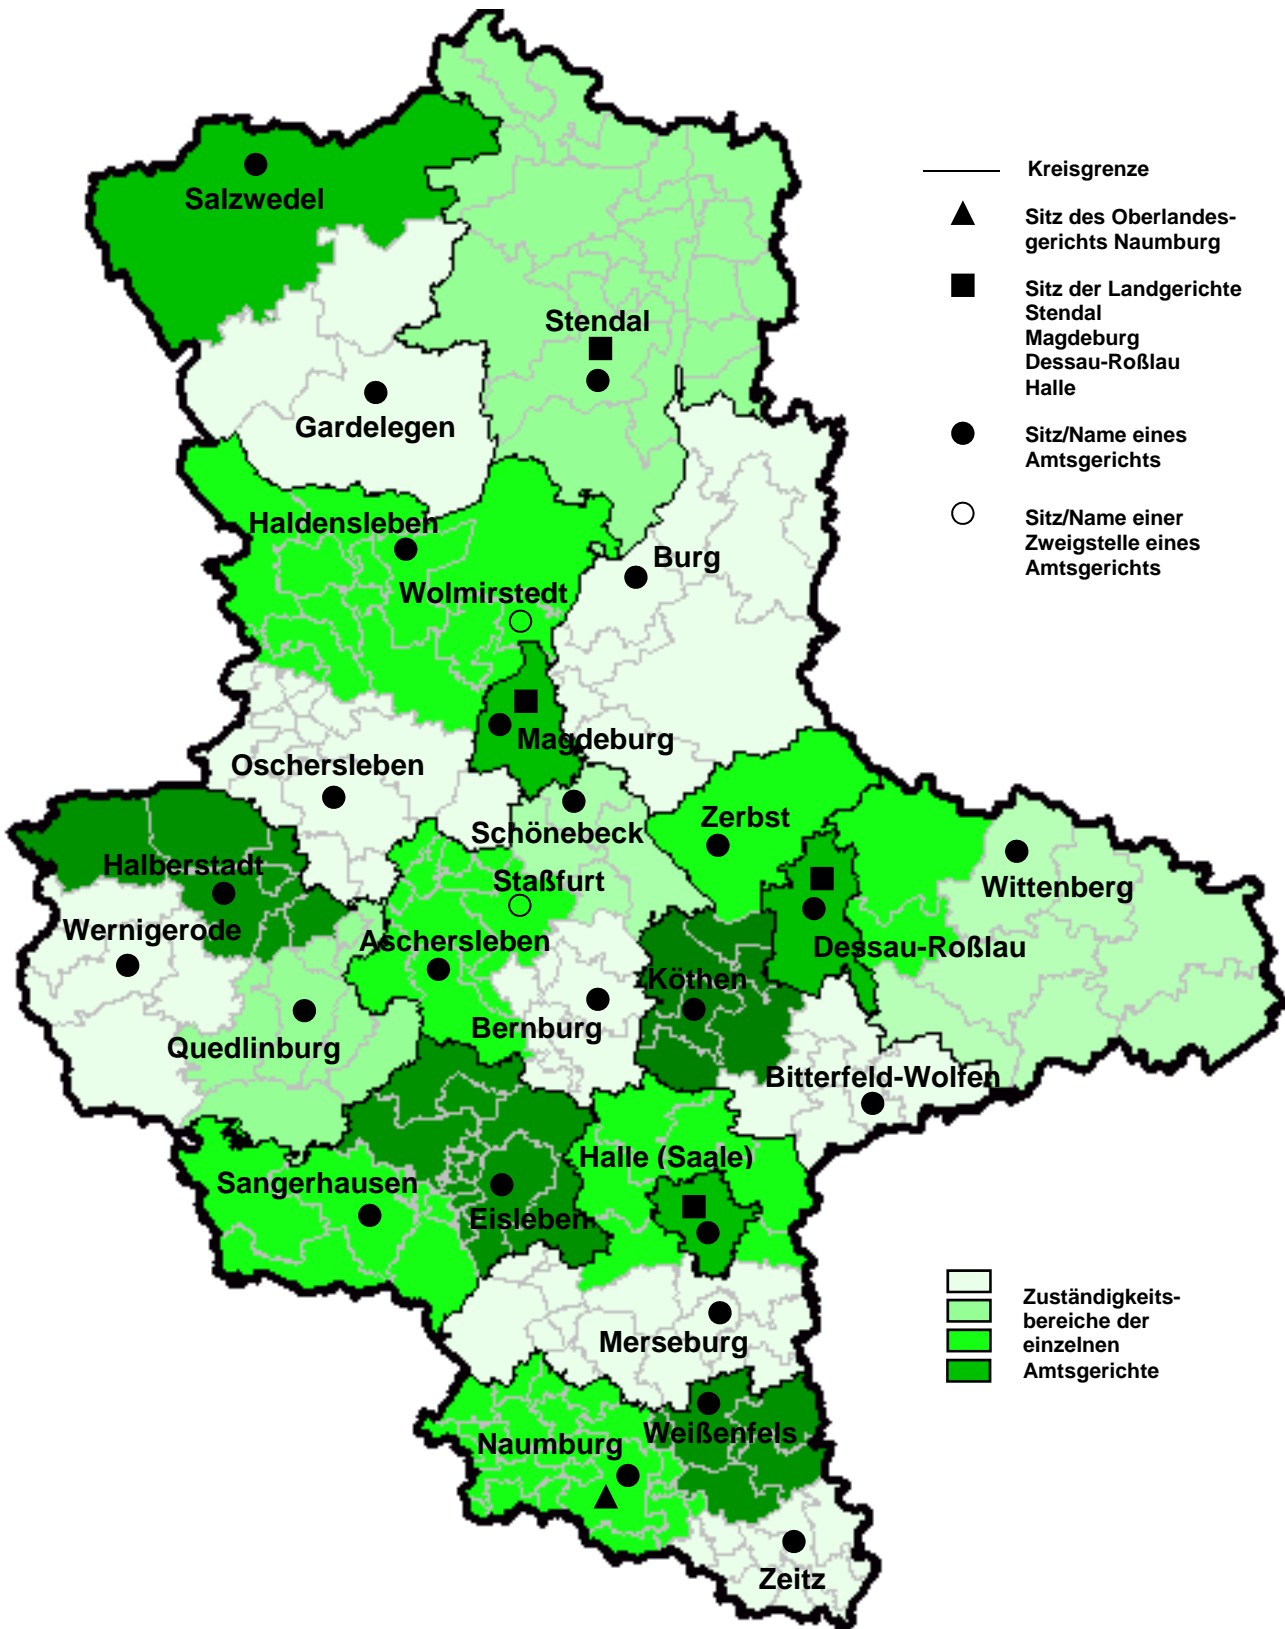 Salzwedel
Stendal
Gardelegen
Haldensleben
Burg
Wolmirstedt
Magdeburg
Oschersleben
Zerbst
Schönebeck
Halberstadt
Staßfurt
Wittenberg
Wernigerode
Aschersleben
Dessau-Roßlau
Köthen
Bernburg
Quedlinburg
Bitterfeld-Wolfen
Halle (Saale)
Sangerhausen
Eisleben
Merseburg
Weißenfels
Naumburg
Zeitz
Kreisgrenze
Sitz des Oberlandes-
gerichts Naumburg
Sitz der Landgerichte
Stendal
Magdeburg
Dessau-Roßlau
Halle
Sitz/Name eines
Amtsgerichts
Sitz/Name einer
Zweigstelle eines
Amtsgerichts
Zuständigkeits-
bereiche der
einzelnen
Amtsgerichte